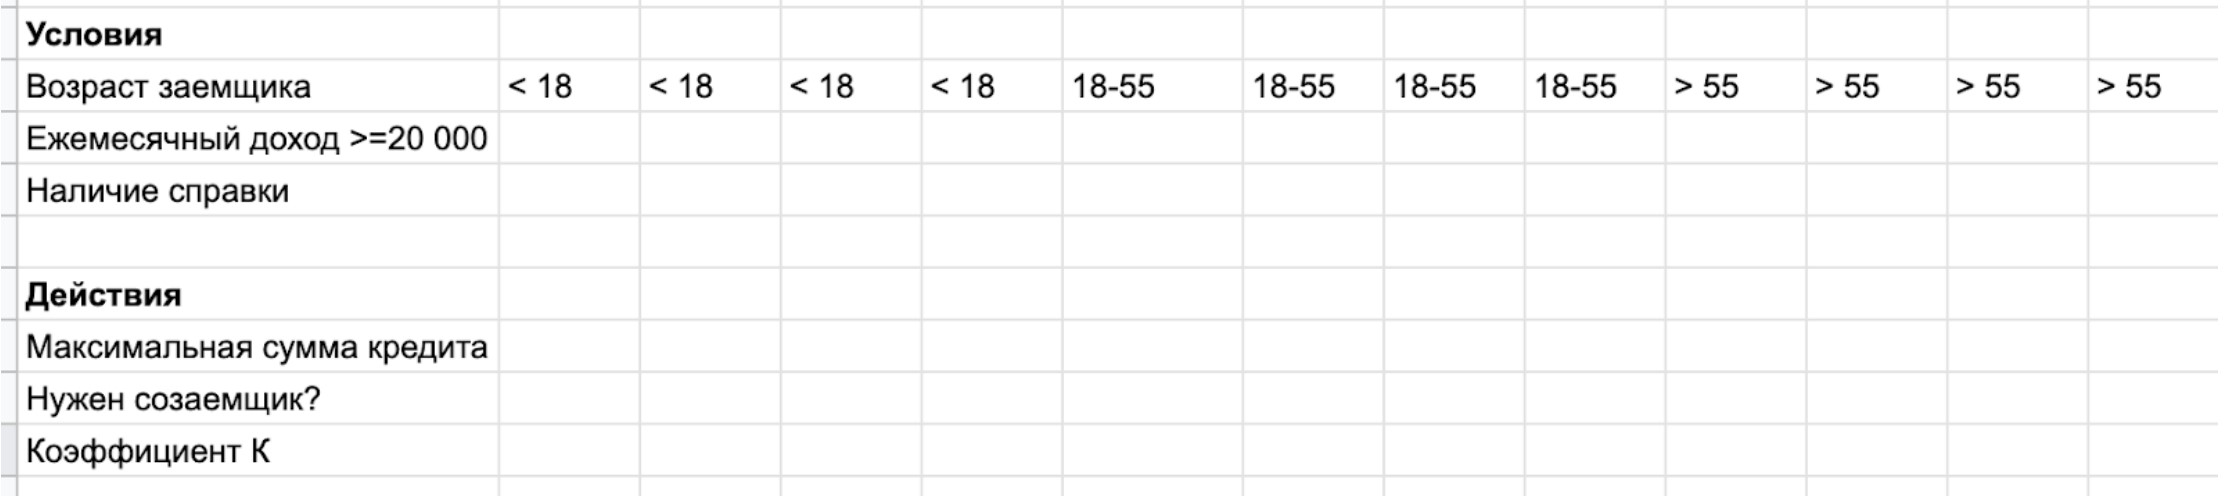 Условия
Возраст заемщика < 18 < 18 < 18 < 18 18-55 18-55 18-55 18-55 > 55 > 55 > 55 > 55
Ежемесячный доход >=20 000
Наличие справки
Действия
Максимальная сумма кредита
Нужен созаемщик?
Коэффициент К